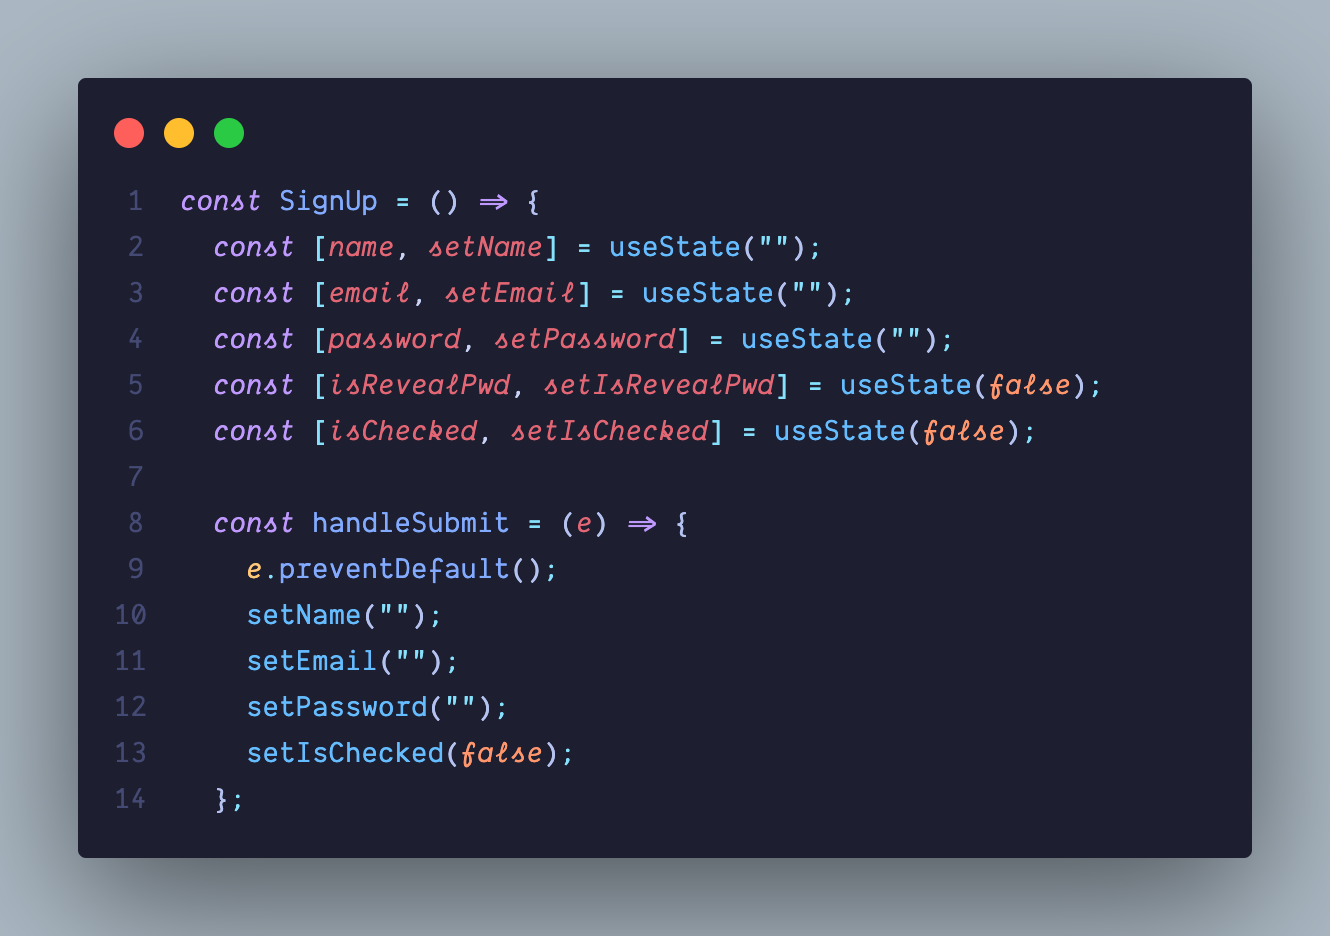 1 const SignUp = () => {
2   const [name, setName] = useState("");
3   const [email, setEmail] = useState("");
4   const [password, setPassword] = useState("");
5   const [isRevealPwd, setIsRevealPwd] = useState(false);
6   const [isChecked, setIsChecked] = useState(false);
7
8   const handleSubmit = (e) => {
9     e.preventDefault();
10     setName("");
11     setEmail("");
12     setPassword("");
13     setIsChecked(false);
14   };